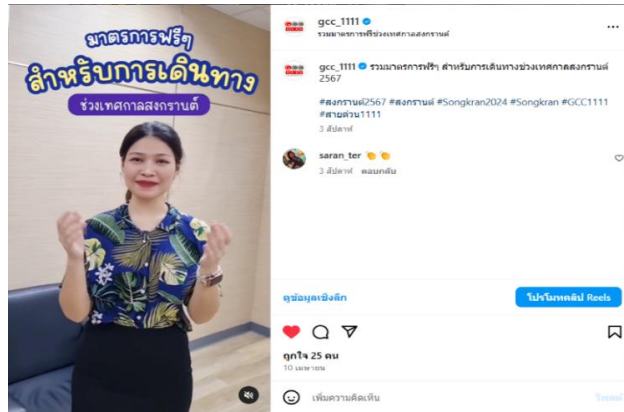 มาตรการฟรีๆ
สำหรับการเดินทาง
ช่วงเทศกาลสงกรานต์
gcc_1111
รวมมาตรการฟรีช่วงเทศกาลสงกรานต์
gcc_1111 รวมมาตรการฟรีๆ สำหรับการเดินทางช่วงเทศกาลสงกรานต์
2567
#สงกรานต์2567 #สงกรานต์ #Songkran2024 #Songkran #GCC1111
#สายด่วน1111
3 สัปดาห์
saran_ter
3 สัปดาห์ ตอบกลับ
ดูข้อมูลเชิงลึก
โปรโมทคลิป Reels
ถูกใจ 25 คน
10 เมษายน
เพิ่มความคิดเห็น
โพสต์